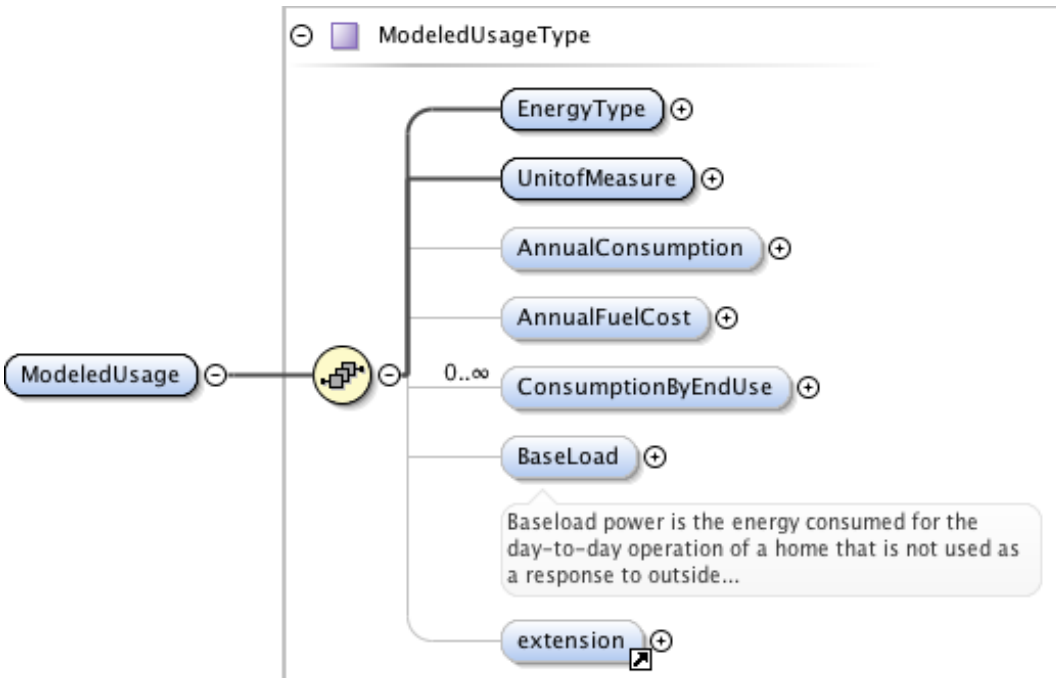 ModeledUsageType
EnergyType
UnitofMeasure
AnnualConsumption
AnnualFuelCost
ModeledUsage
0..∞
ConsumptionByEndUse
BaseLoad
Baseload power is the energy consumed for the
day-to-day operation of a home that is not used as
a response to outside...
extension